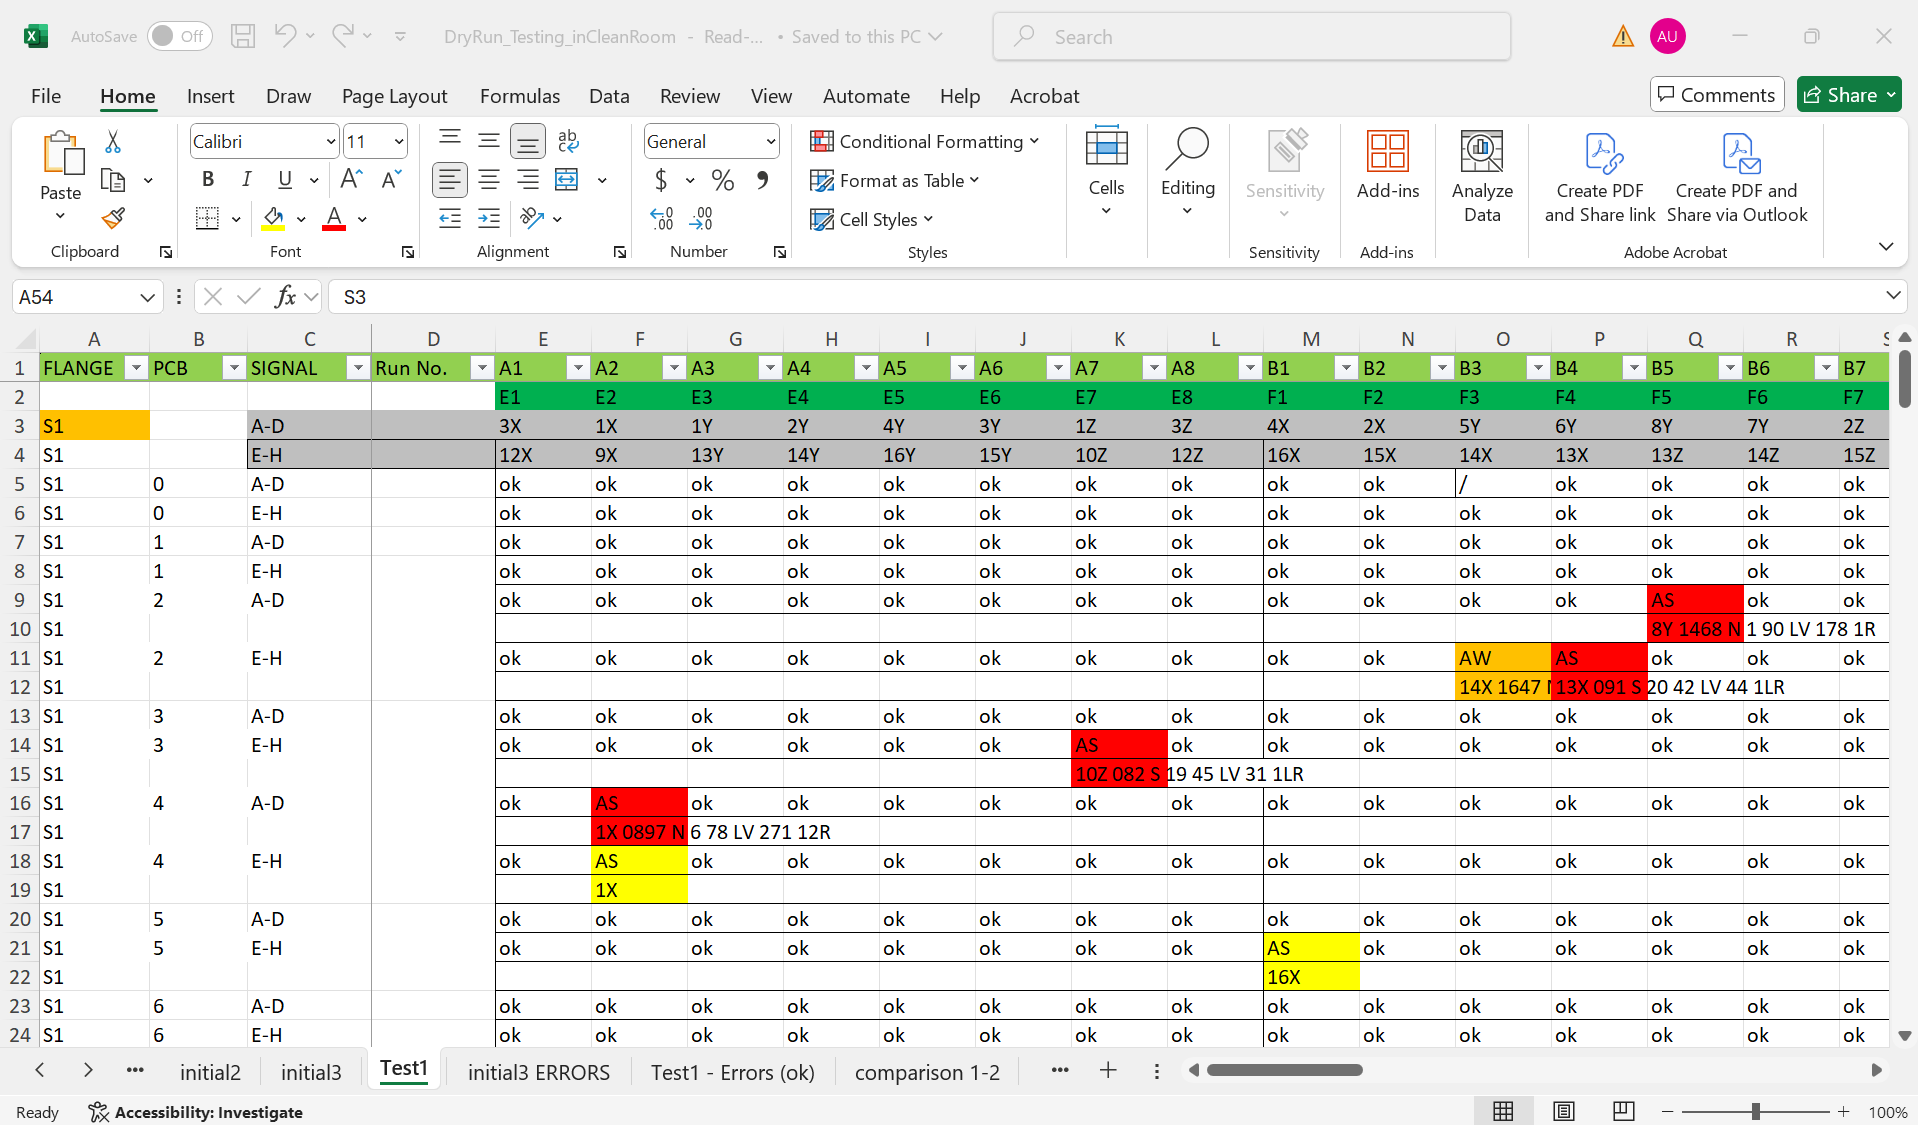 AutoSave Off DryRun_Testing_inCleanRoom - Read-... • Saved to this PC Search AU
File Home Insert Draw Page Layout Formulas Data Review View Automate Help Acrobat Comments Share
Paste
Clipboard
Calibri 11
B I U A A
A
Font
ab
Alignment
General
$ % ,
Number
Conditional Formatting
Format as Table
Cell Styles
Styles
Cells
Editing
Sensitivity
Sensitivity
Add-ins
Add-ins
Analyze Data
Create PDF and Share link
Create PDF and Share via Outlook
Adobe Acrobat
A54 fx S3
A B C D E F G H I J K L M N O P Q R
1 FLANGE PCB SIGNAL Run No. A1 A2 A3 A4 A5 A6 A7 A8 B1 B2 B3 B4 B5 B6 B7
2 E1 E2 E3 E4 E5 E6 E7 E8 F1 F2 F3 F4 F5 F6 F7
3 S1 A-D 3X 1X 1Y 2Y 4Y 3Y 1Z 3Z 4X 2X 5Y 6Y 8Y 7Y 2Z
4 S1 E-H 12X 9X 13Y 14Y 16Y 15Y 10Z 12Z 16X 15X 14X 13X 13Z 14Z 15Z
5 S1 0 A-D ok ok ok ok ok ok ok ok ok ok / ok ok ok ok
6 S1 0 E-H ok ok ok ok ok ok ok ok ok ok ok ok ok ok ok
7 S1 1 A-D ok ok ok ok ok ok ok ok ok ok ok ok ok ok ok
8 S1 1 E-H ok ok ok ok ok ok ok ok ok ok ok ok ok ok ok
9 S1 2 A-D ok ok ok ok ok ok ok ok ok ok ok ok AS ok ok
10 S1 8Y 1468 N 1 90 LV 178 1R
11 S1 2 E-H ok ok ok ok ok ok ok ok ok ok AW AS ok ok ok
12 S1 14X 1647 13X 091 S 20 42 LV 44 1LR
13 S1 3 A-D ok ok ok ok ok ok ok ok ok ok ok ok ok ok ok
14 S1 3 E-H ok ok ok ok ok ok AS ok ok ok ok ok ok ok ok
15 S1 10Z 082 S 19 45 LV 31 1LR
16 S1 4 A-D ok AS ok ok ok ok ok ok ok ok ok ok ok ok ok
17 S1 1X 0897 N 6 78 LV 271 12R
18 S1 4 E-H ok AS ok ok ok ok ok ok ok ok ok ok ok ok ok
19 S1 1X
20 S1 5 A-D ok ok ok ok ok ok ok ok ok ok ok ok ok ok ok
21 S1 5 E-H ok ok ok ok ok ok ok ok AS ok ok ok ok ok ok
22 S1 16X
23 S1 6 A-D ok ok ok ok ok ok ok ok ok ok ok ok ok ok ok
24 S1 6 E-H ok ok ok ok ok ok ok ok ok ok ok ok ok ok ok
... initial2 initial3 Test1 initial3 ERRORS Test1 - Errors (ok) comparison 1-2 ...
Ready Accessibility: Investigate 100%